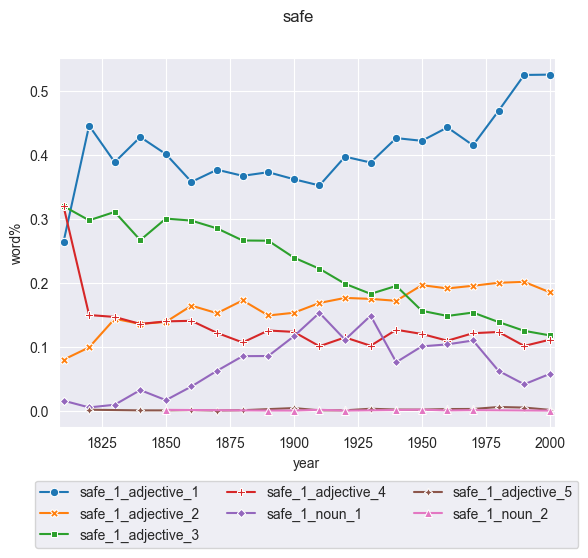 safe
0.5
0.4
0.3
0.2
0.1
0.0
word%
1825 1850 1875 1900 1925 1950 1975 2000
year
safe_1_adjective_1 safe_1_adjective_4 safe_1_adjective_5
safe_1_adjective_2 safe_1_noun_1 safe_1_noun_2
safe_1_adjective_3